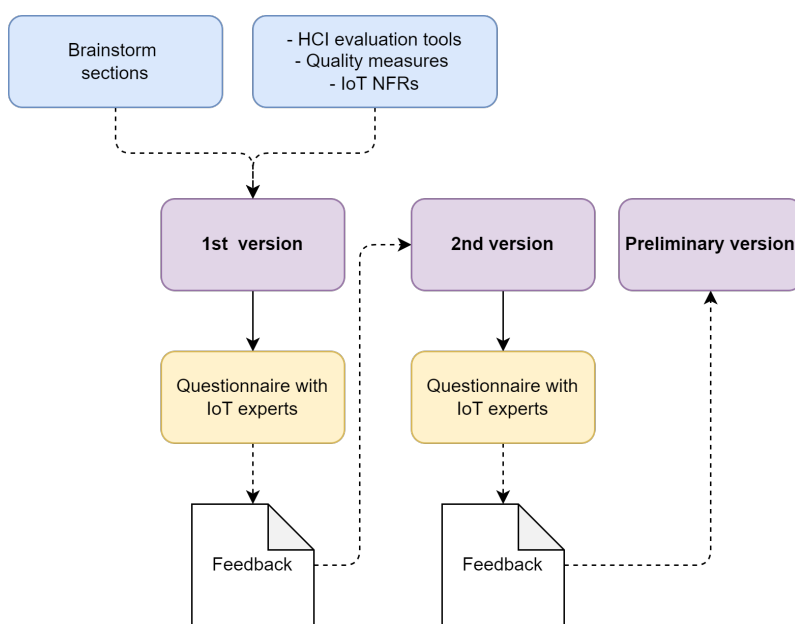 Brainstorm
sections
- HCI evaluation tools
- Quality measures
- IoT NFRs
1st version
2nd version
Preliminary version
Questionnaire with
IoT experts
Questionnaire with
IoT experts
Feedback
Feedback